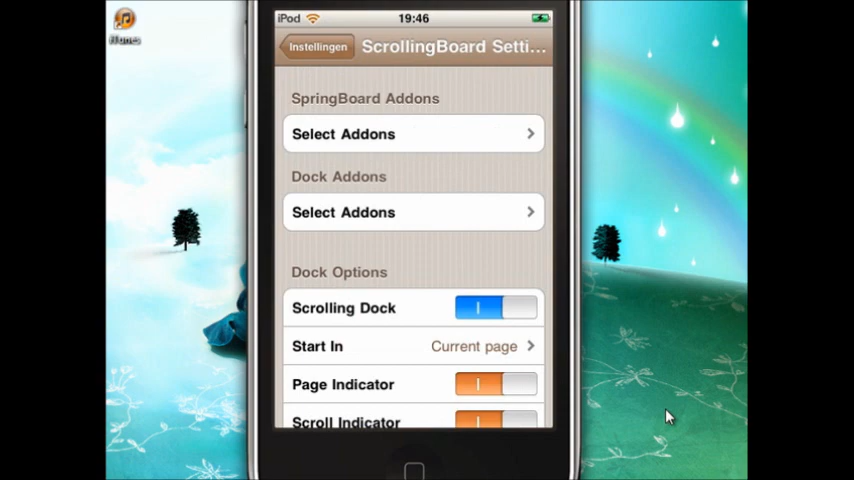 iTunes
iPod 19:46
Instellingen ScrollingBoard Setti...
SpringBoard Addons
Select Addons
Dock Addons
Select Addons
Dock Options
Scrolling Dock
Start In Current page
Page Indicator
Scroll Indicator